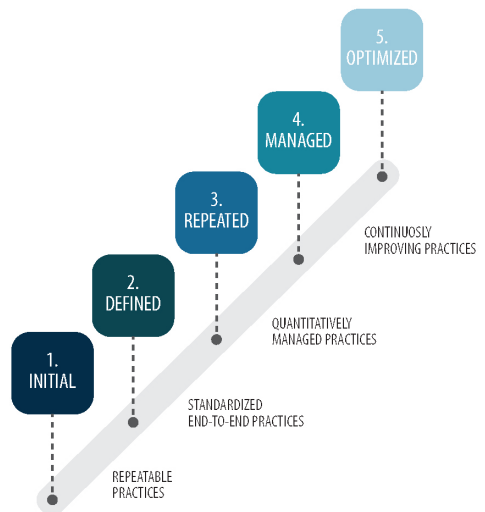 5.
OPTIMIZED
4.
MANAGED
3.
REPEATED
2.
DEFINED
1.
INITIAL
CONTINUOSLY
IMPROVING PRACTICES
QUANTITATIVELY
MANAGED PRACTICES
STANDARDIZED
END-TO-END PRACTICES
REPEATABLE
PRACTICES